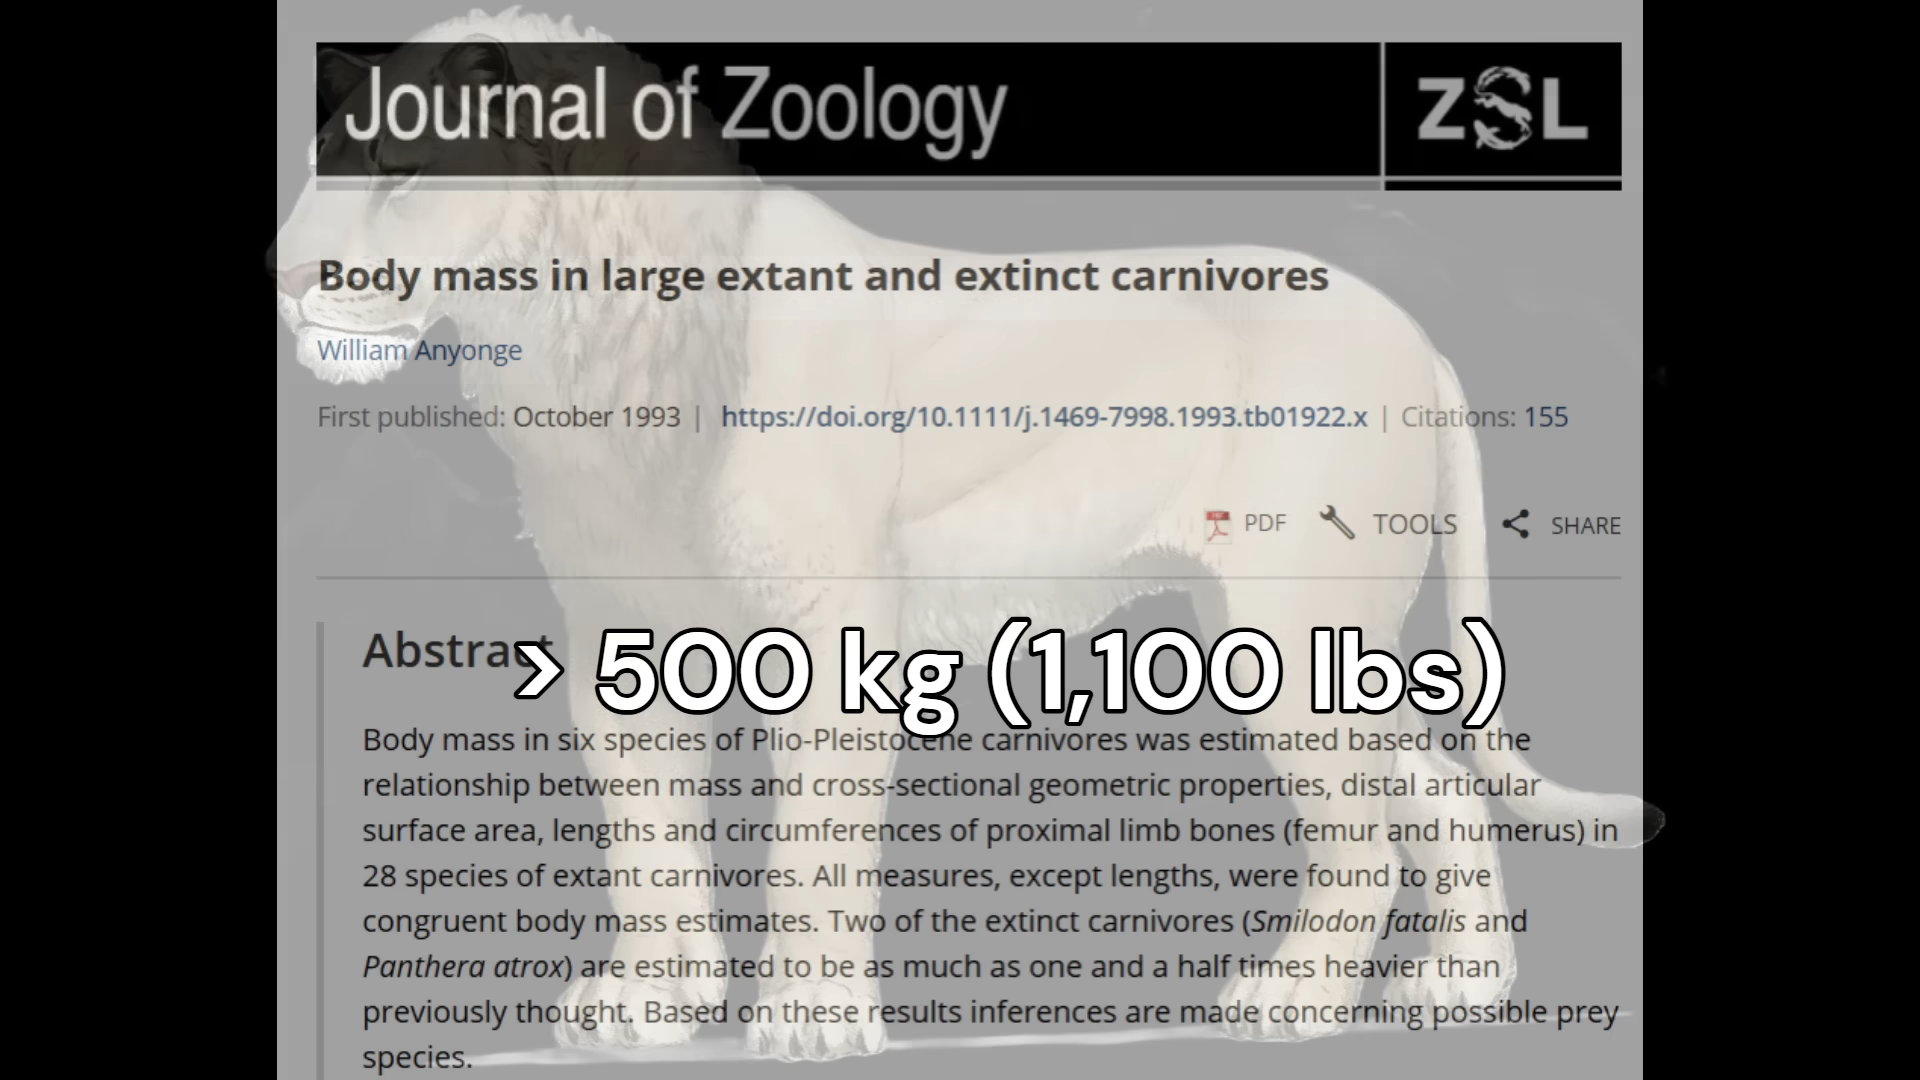 Journal of Zoology
ZSL
Body mass in large extant and extinct carnivores
William Anyonge
First published: October 1993 | https://doi.org/10.1111/j.1469-7998.1993.tb01922.x | Citations: 155
PDF TOOLS SHARE
Abstract
> 500 kg (1,100 lbs)
Body mass in six species of Plio-Pleistocene carnivores was estimated based on the
relationship between mass and cross-sectional geometric properties, distal articular
surface area, lengths and circumferences of proximal limb bones (femur and humerus) in
28 species of extant carnivores. All measures, except lengths, were found to give
congruent body mass estimates. Two of the extinct carnivores (Smilodon fatalis and
Panthera atrox) are estimated to be as much as one and a half times heavier than
previously thought. Based on these results inferences are made concerning possible prey
species.